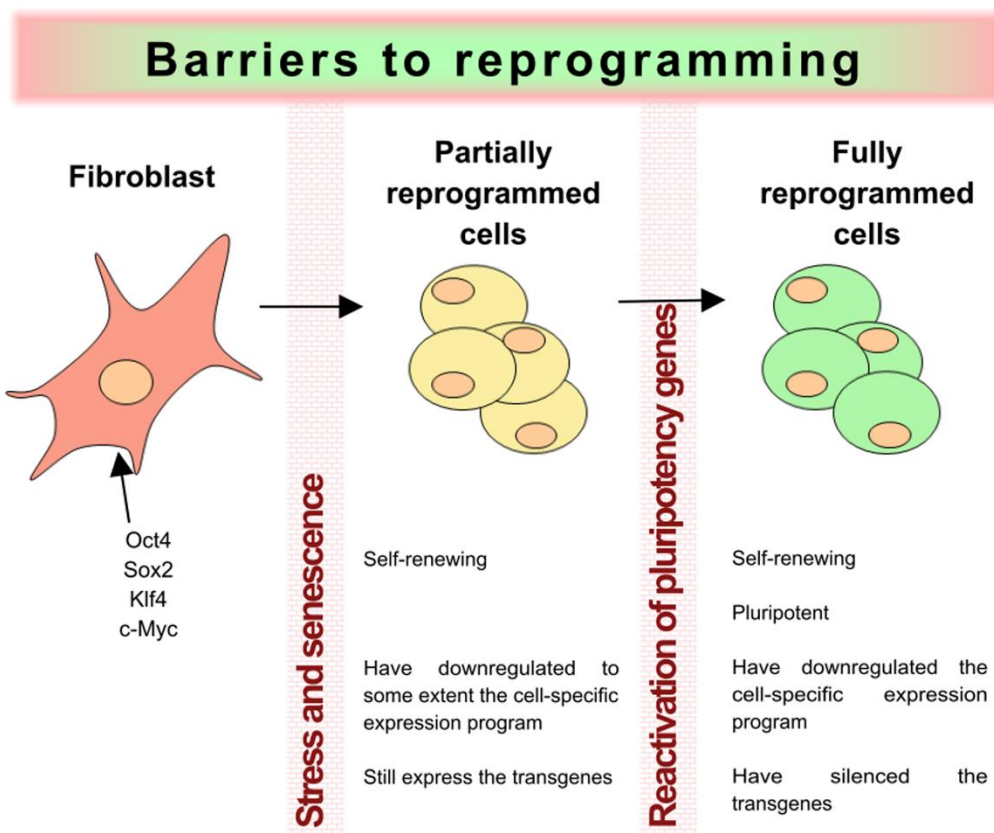 Barriers to reprogramming
Fibroblast
Oct4
Sox2
Klf4
c-Myc
Stress and senescence
Partially
reprogrammed
cells
Self-renewing
Have downregulated to
some extent the cell-specific
expression program
Still express the transgenes
Reactivation of pluripotency genes
Fully
reprogrammed
cells
Self-renewing
Pluripotent
Have downregulated the
cell-specific expression
program
Have silenced the
transgenes